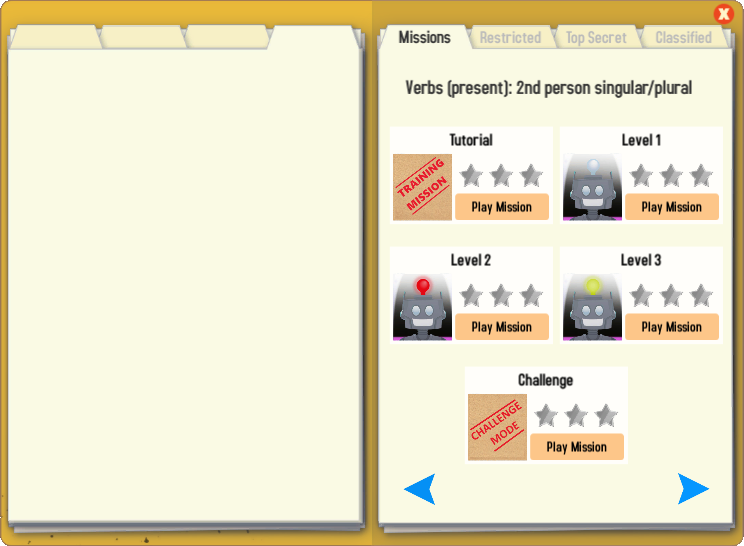 X
Missions Restricted Top Secret Classified
Verbs (present): 2nd person singular/plural
Tutorial
TRAINING
MISSION
Play Mission
Level 1
Play Mission
Level 2
Play Mission
Level 3
Play Mission
Challenge
CHALLENGE
MODE
Play Mission